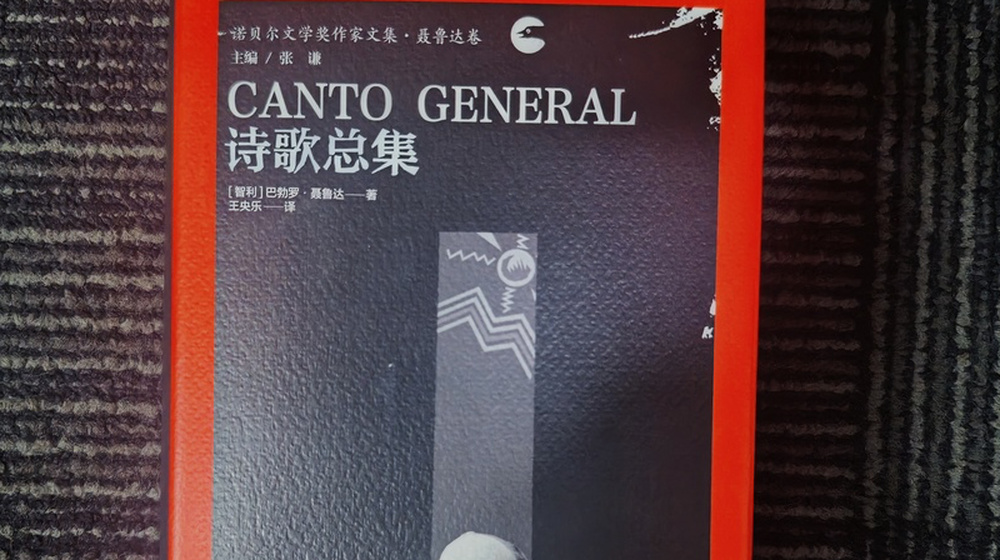 诺贝尔文学奖作家文集·聂鲁达卷
主编 / 张 谦
CANTO GENERAL
诗歌总集
[智利]巴勃罗·聂鲁达——著
王央乐——译